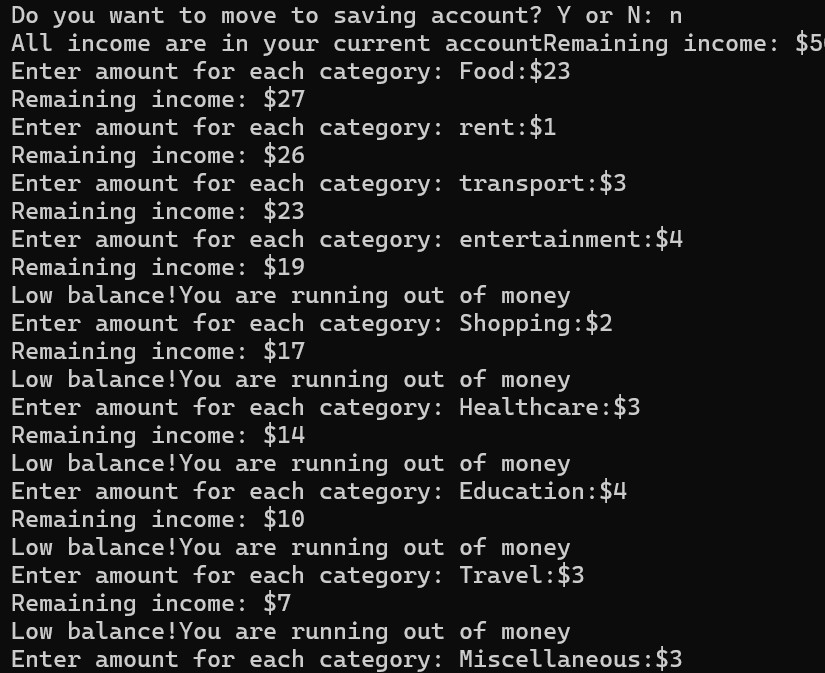 Do you want to move to saving account? Y or N: n
All income are in your current accountRemaining income: $50
Enter amount for each category: Food:$23
Remaining income: $27
Enter amount for each category: rent:$1
Remaining income: $26
Enter amount for each category: transport:$3
Remaining income: $23
Enter amount for each category: entertainment:$4
Remaining income: $19
Low balance!You are running out of money
Enter amount for each category: Shopping:$2
Remaining income: $17
Low balance!You are running out of money
Enter amount for each category: Healthcare:$3
Remaining income: $14
Low balance!You are running out of money
Enter amount for each category: Education:$4
Remaining income: $10
Low balance!You are running out of money
Enter amount for each category: Travel:$3
Remaining income: $7
Low balance!You are running out of money
Enter amount for each category: Miscellaneous:$3